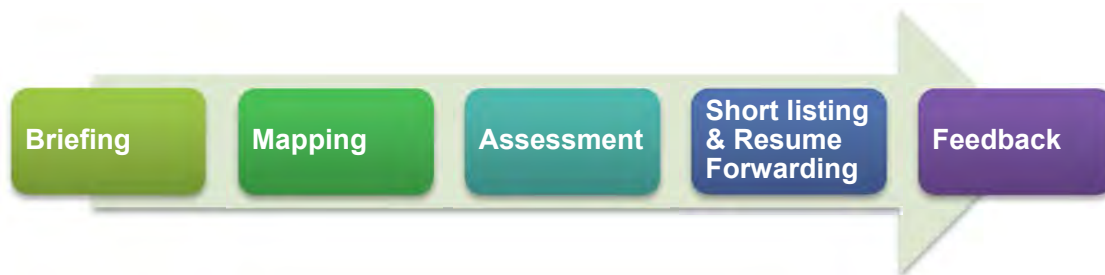 Briefing
Mapping
Assessment
Short listing
& Resume
Forwarding
Feedback